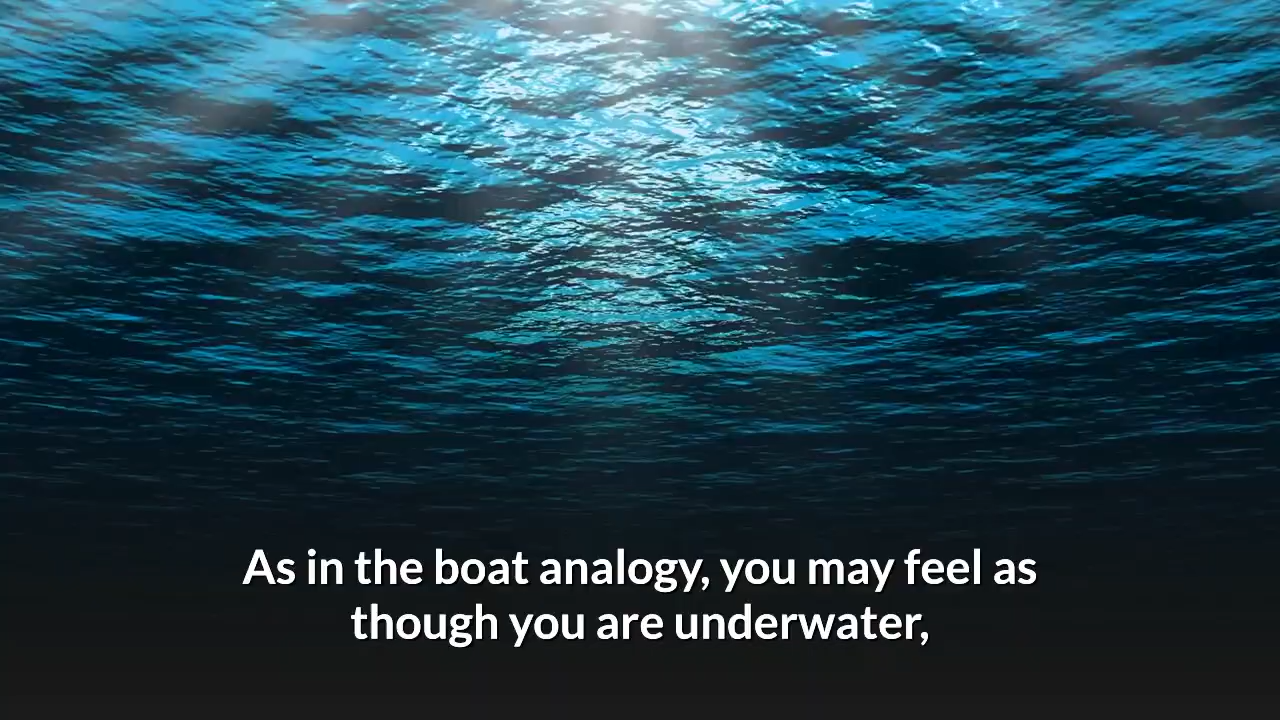 As in the boat analogy, you may feel as
though you are underwater,